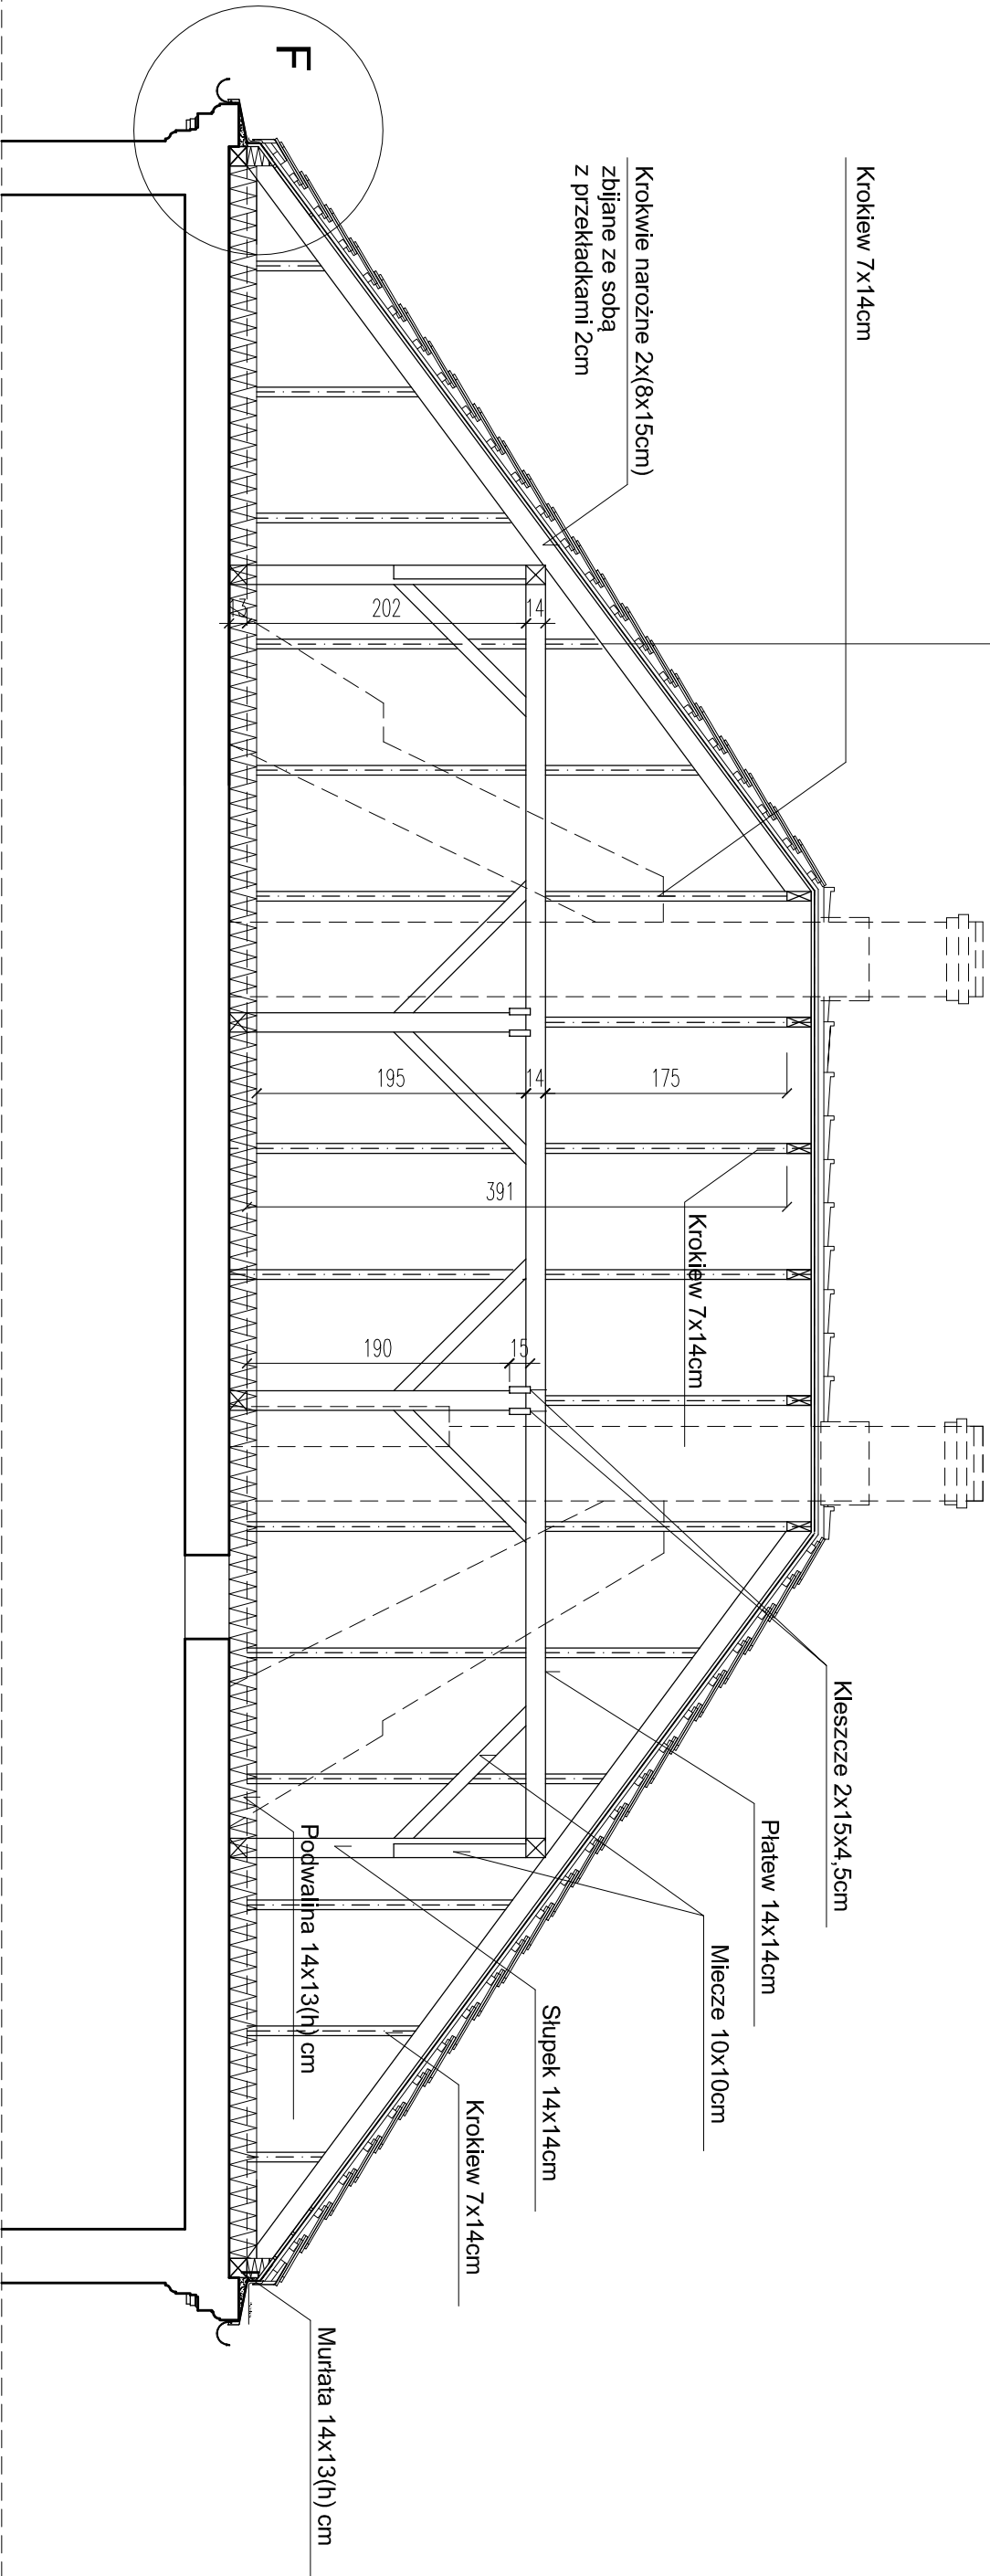 F
Krokiew 7x14cm
Krokwie narożne 2x(8x15cm)
zbijane ze sobą
z przekładkami 2cm
202
14
195
14
175
391
Krokiew 7x14cm
190
15
Kleszcze 2x15x4,5cm
Płatew 14x14cm
Miecze 10x10cm
Słupek 14x14cm
Podwalina 14x13(h) cm
Krokiew 7x14cm
Murłata 14x13(h) cm